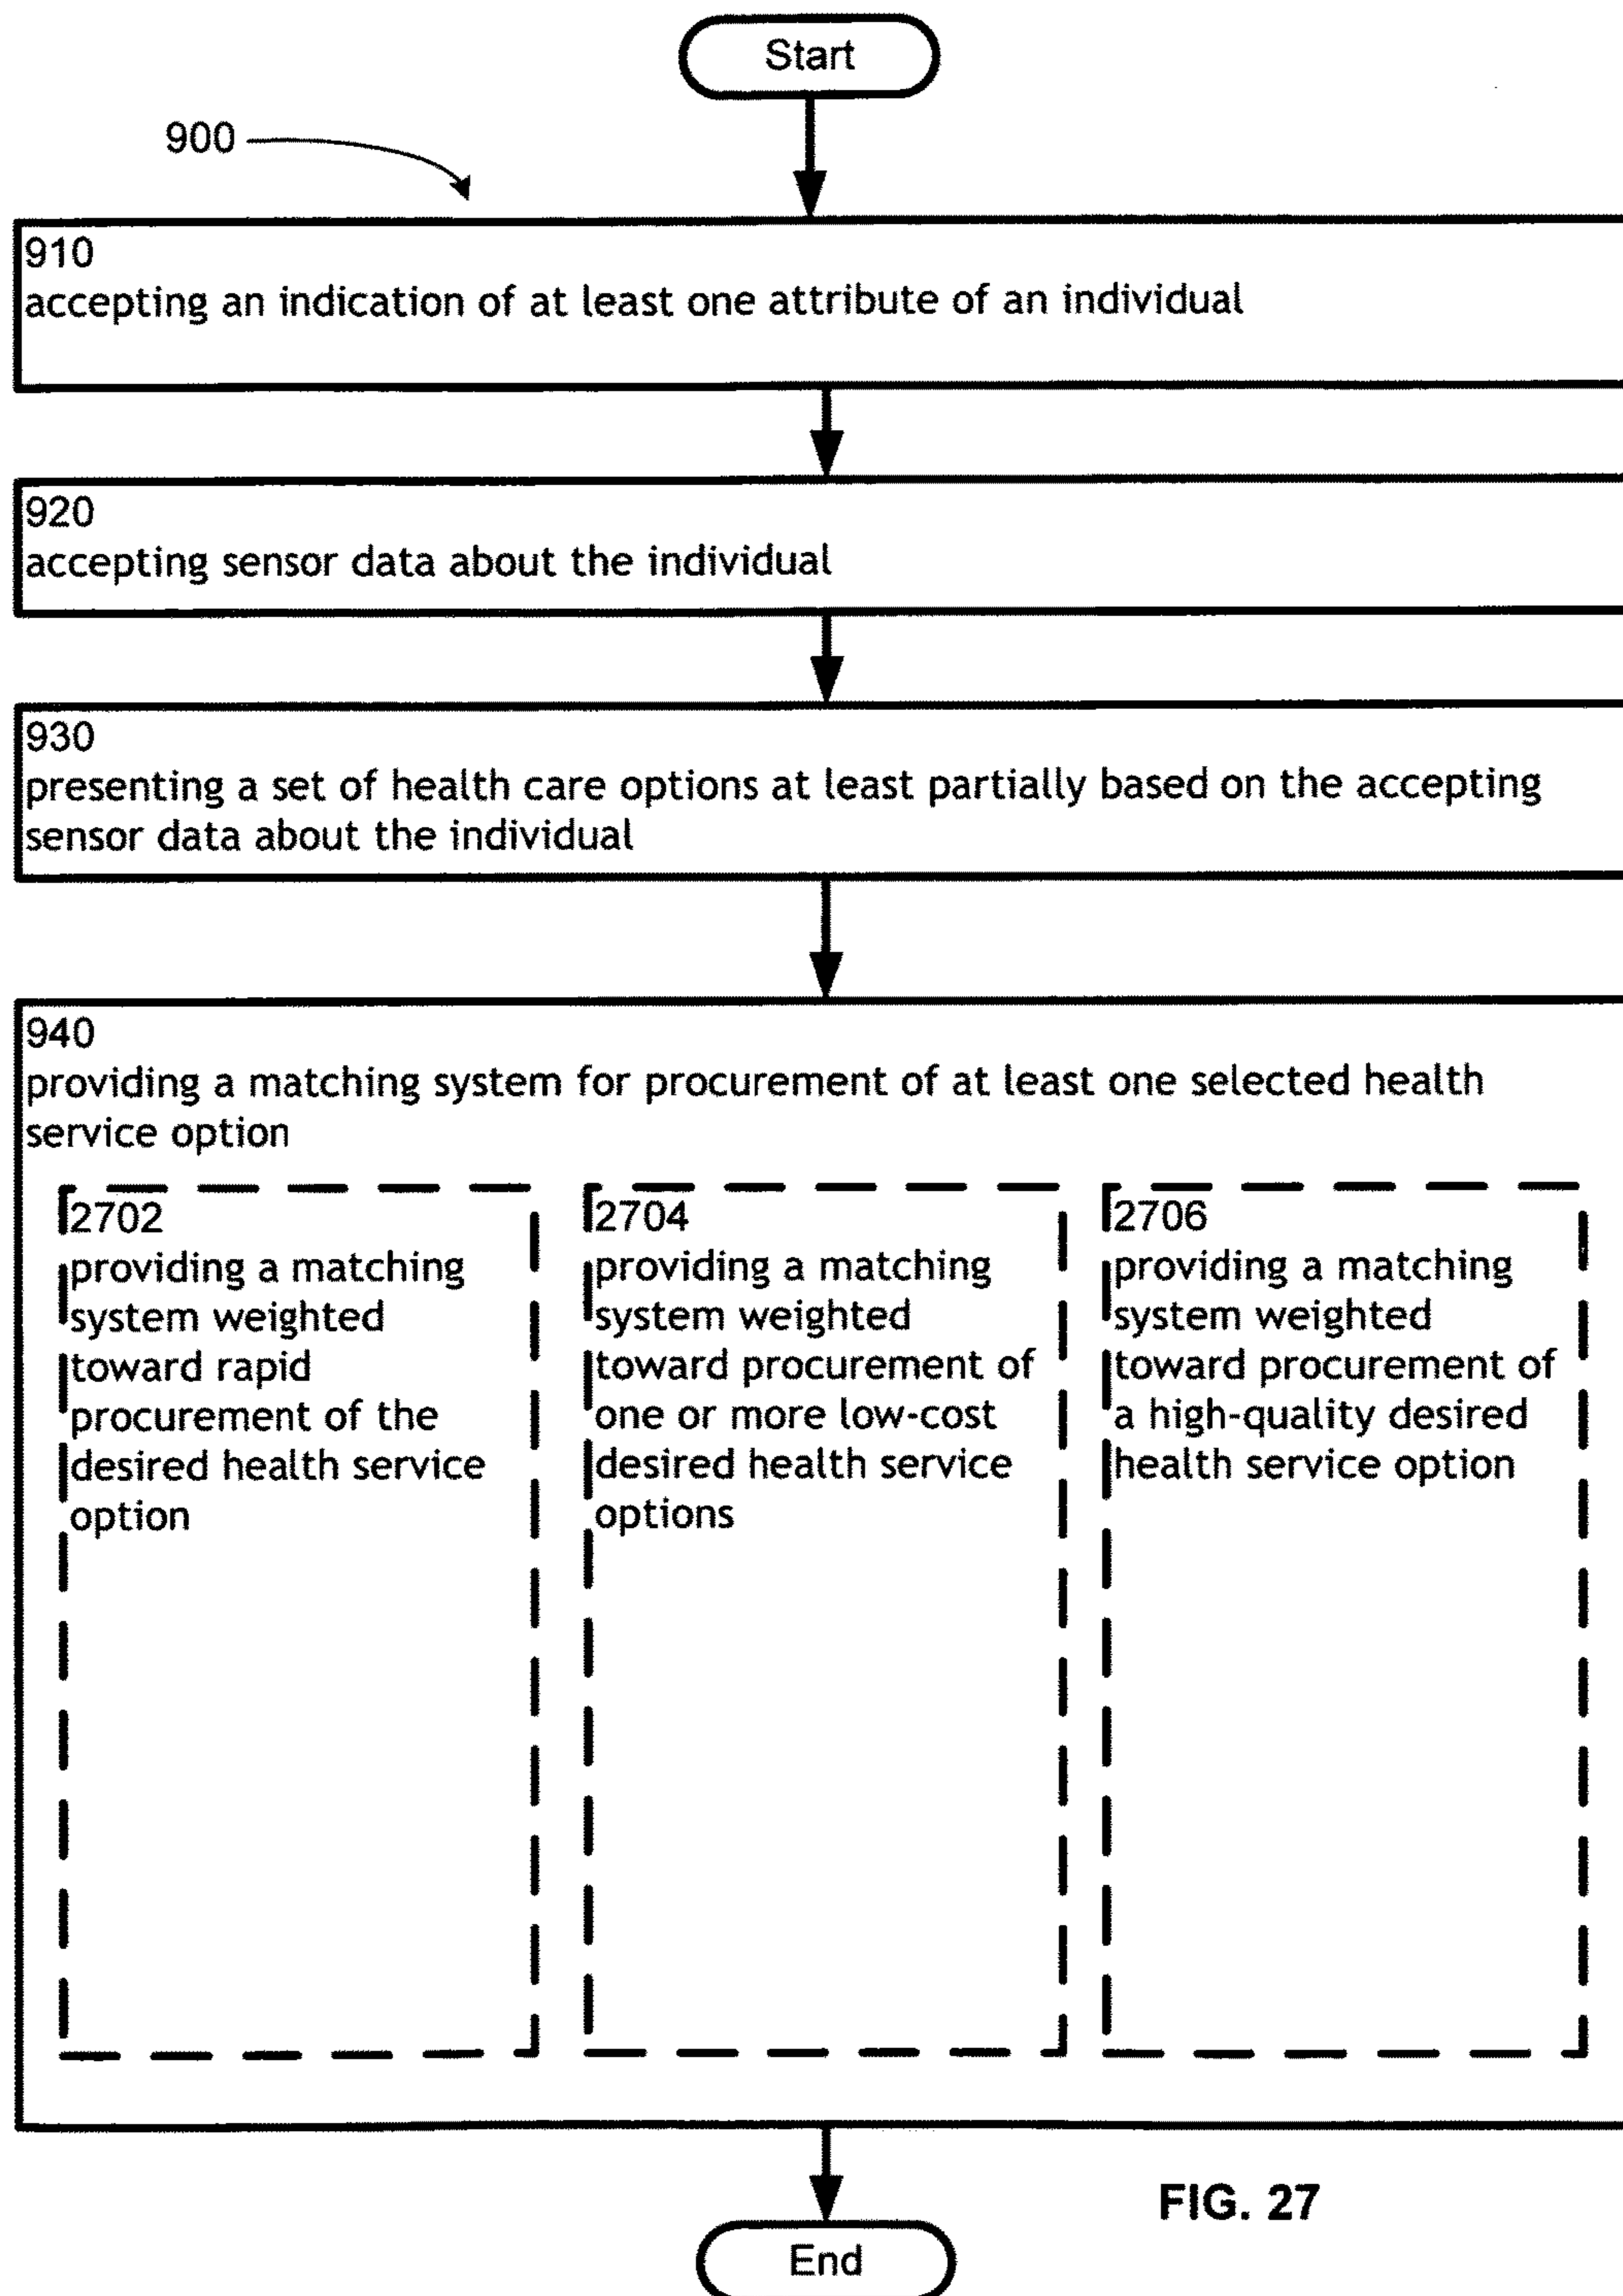 Start
900
910
accepting an indication of at least one attribute of an individual
920
accepting sensor data about the individual
930
presenting a set of health care options at least partially based on the accepting
sensor data about the individual
940
providing a matching system for procurement of at least one selected health
service option
2702
providing a matching
system weighted
toward rapid
procurement of the
desired health service
option
2704
providing a matching
system weighted
toward procurement of
one or more low-cost
desired health service
options
2706
providing a matching
system weighted
toward procurement of
a high-quality desired
health service option
FIG. 27
End